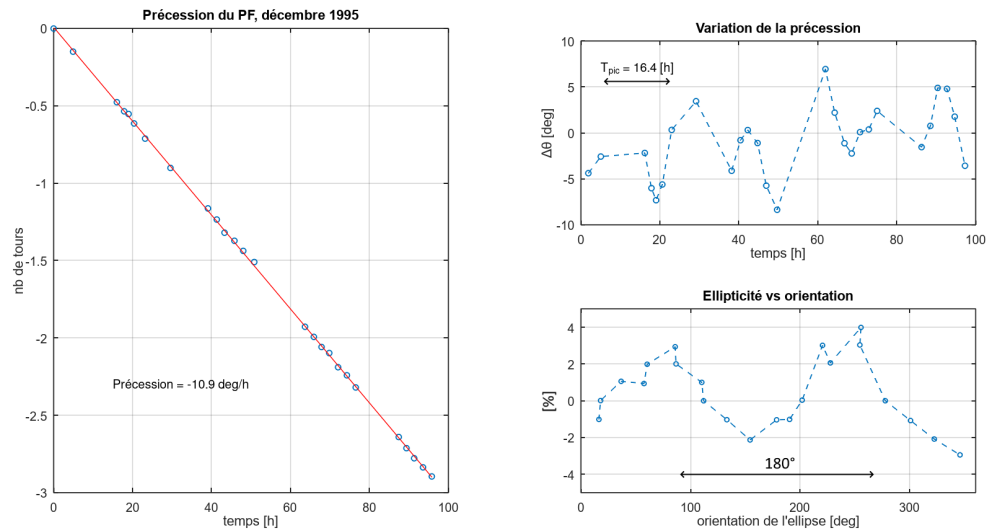 Précession du PF, décembre 1995
0
-0.5
-1
-1.5
-2
-2.5
-3
nb de tours
Précession = -10.9 deg/h
0 20 40 60 80 100
temps [h]
Variation de la précession
10
5
0
-5
-10
Δθ [deg]
Tpic = 16.4 [h]
0 20 40 60 80 100
temps [h]
Ellipticité vs orientation
4
2
0
-2
-4
[%]
180°
0 100 200 300
orientation de l'ellipse [deg]